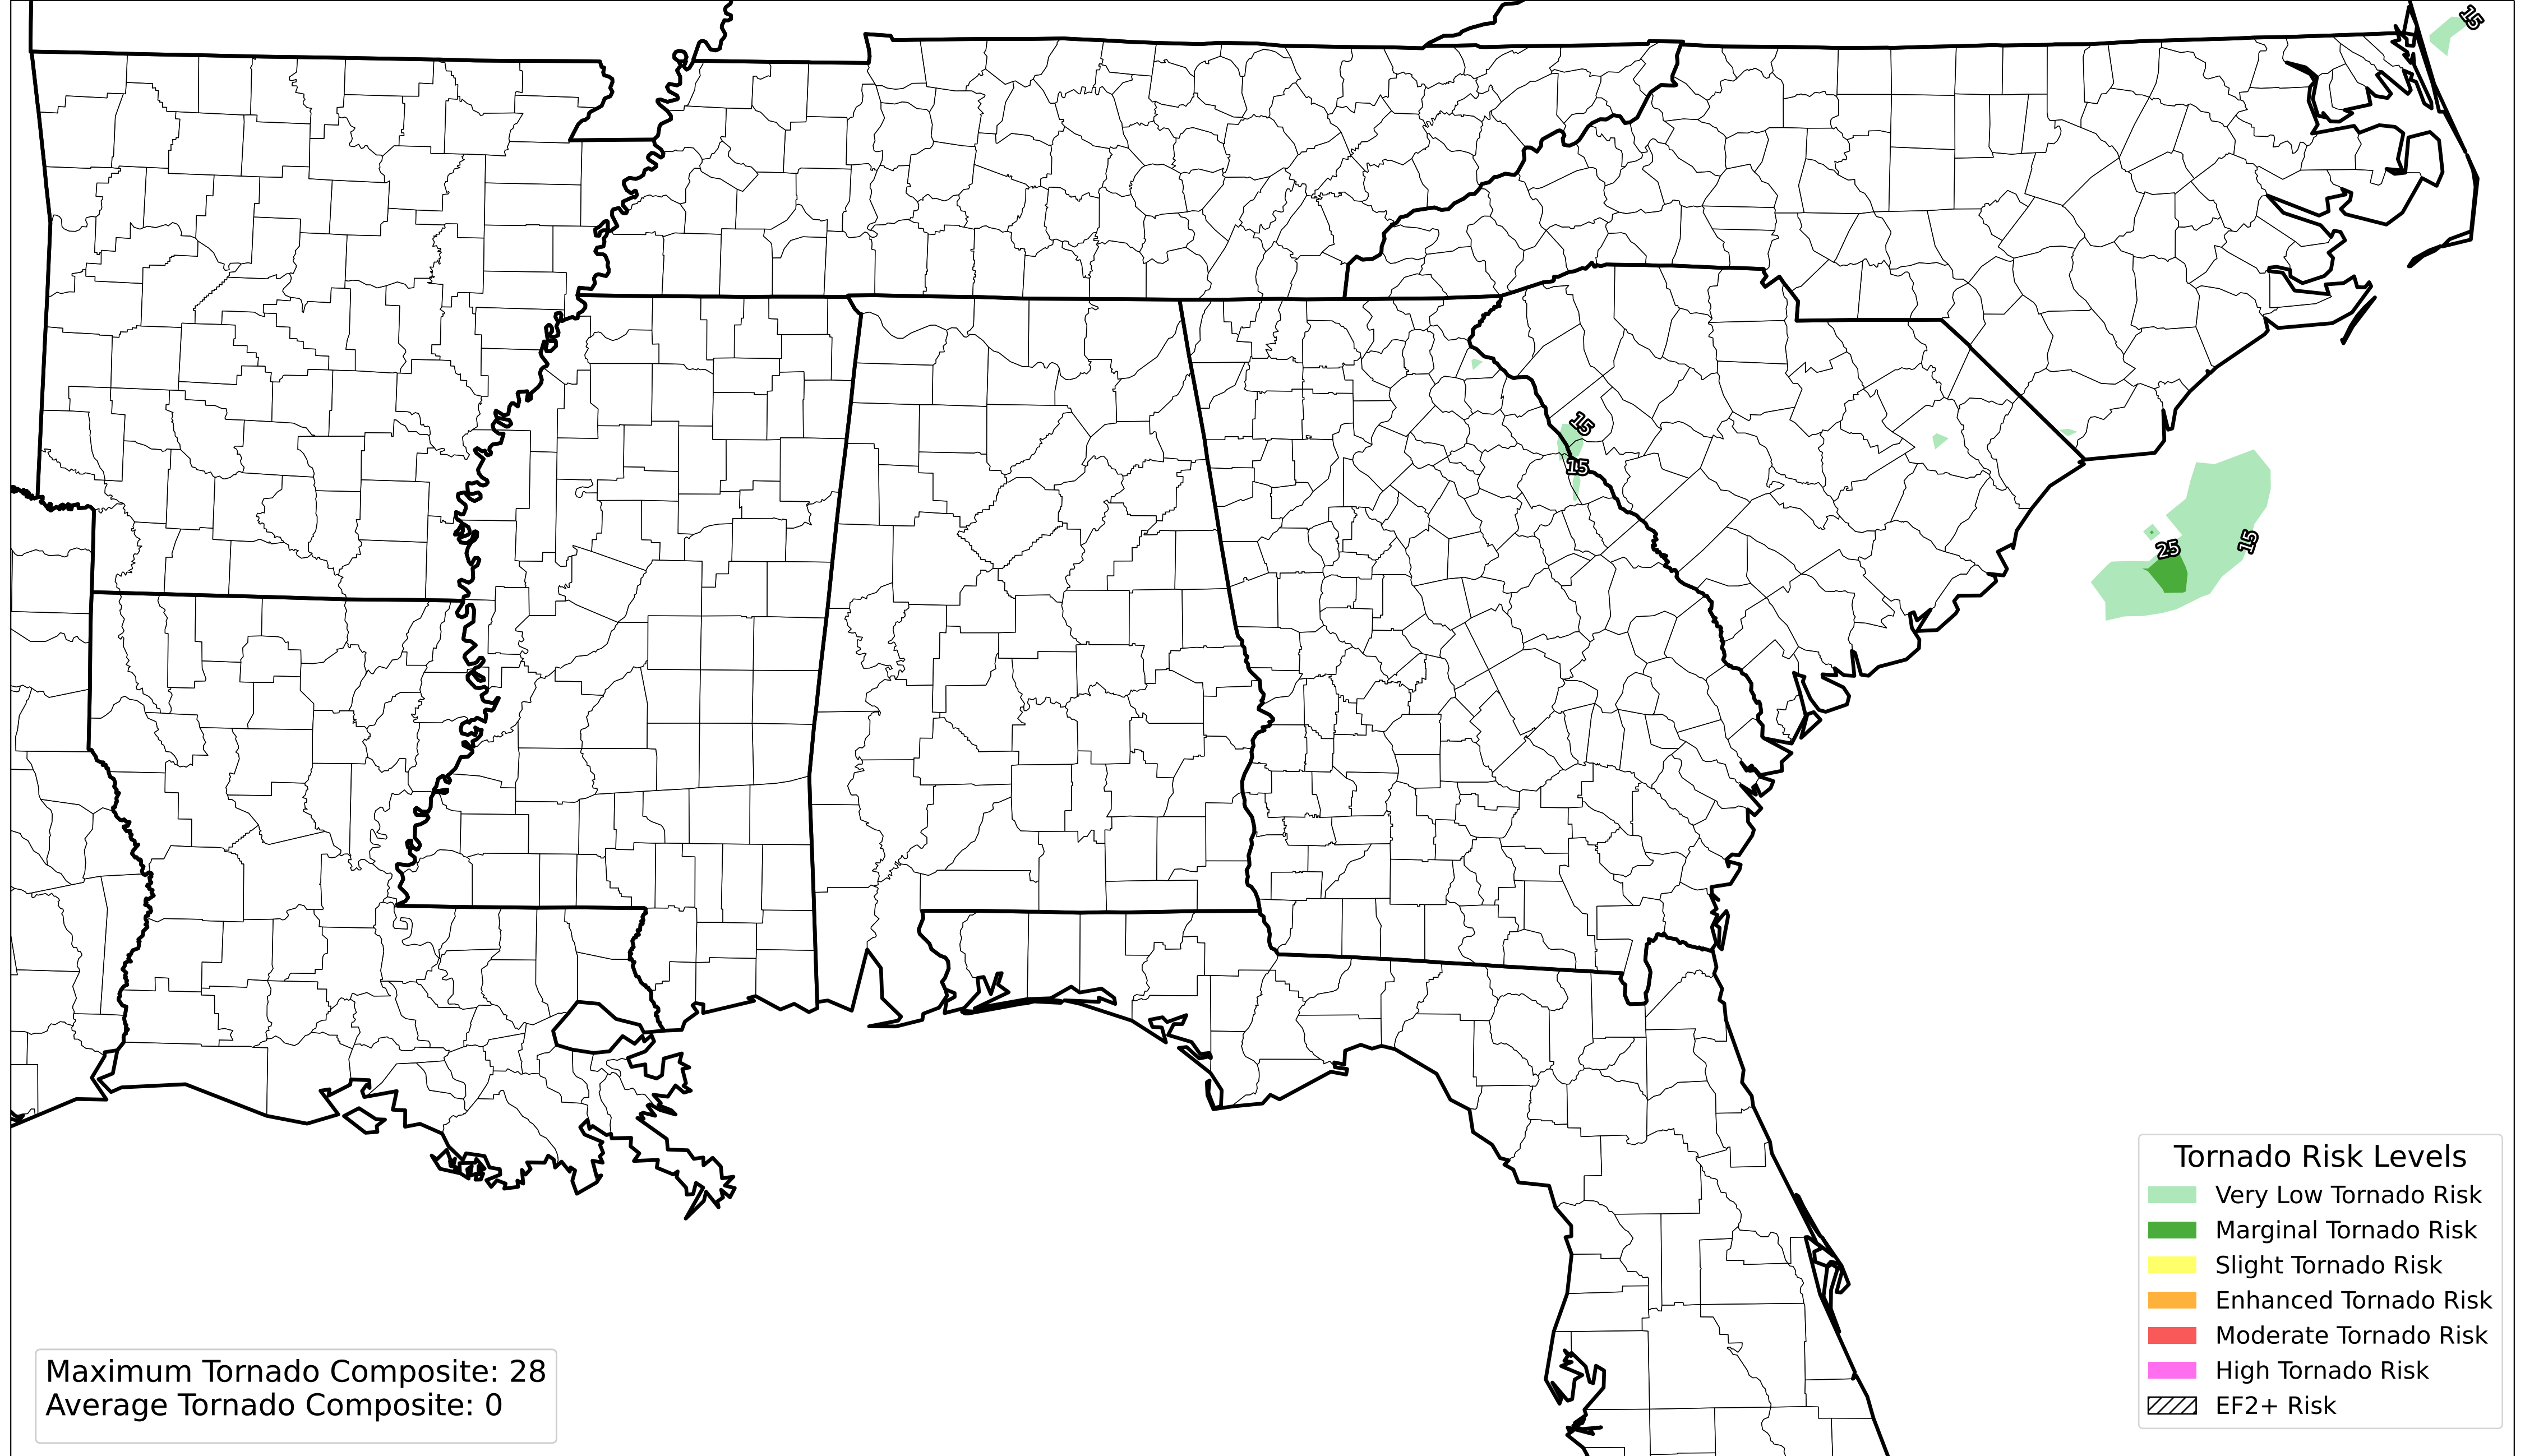 15
15
15
25
15
Tornado Risk Levels
Very Low Tornado Risk
Marginal Tornado Risk
Slight Tornado Risk
Enhanced Tornado Risk
Moderate Tornado Risk
High Tornado Risk
EF2+ Risk
Maximum Tornado Composite: 28
Average Tornado Composite: 0